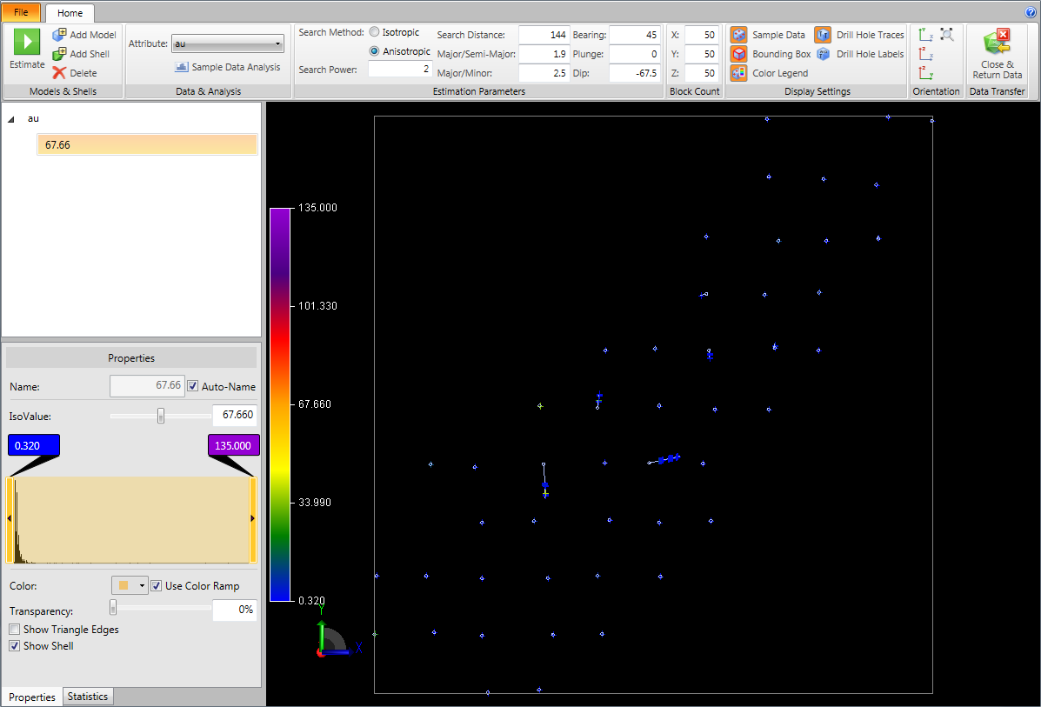 File Home
Estimate
Add Model
Add Shell
Delete
Models & Shells
Attribute: au
Sample Data Analysis
Data & Analysis
Search Method: Isotropic
Anisotropic
Search Power: 2
Search Distance: 144 Bearing: 45
Major/Semi-Major: 1.9 Plunge: 0
Major/Minor: 2.5 Dip: -67.5
Estimation Parameters
X: 50
Y: 50
Z: 50
Block Count
Sample Data Drill Hole Traces
Bounding Box Drill Hole Labels
Color Legend
Display Settings
Orientation
Close &
Return Data
Data Transfer
au
67.66
Properties
Name: 67.66 Auto-Name
IsoValue: 67.660
0.320 135.000
Color: Use Color Ramp
Transparency: 0%
Show Triangle Edges
Show Shell
Properties Statistics
135.000
101.330
67.660
33.990
0.320
Y
X